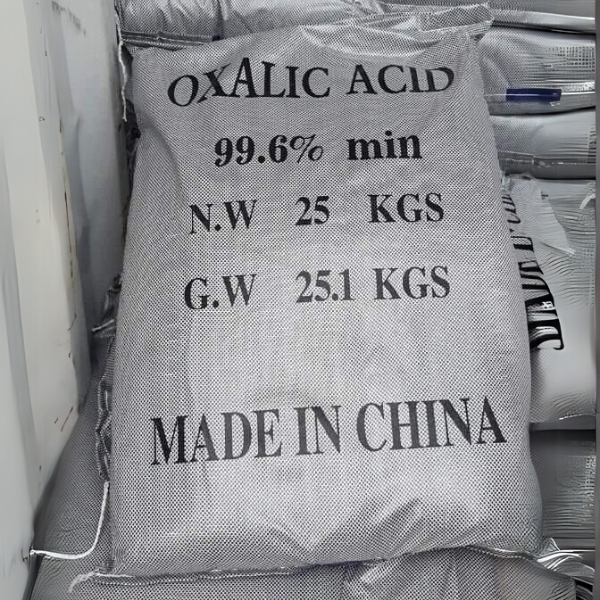 OXALIC ACID
99.6% min
N.W 25 KGS
G.W 25.1 KGS
MADE IN CHINA